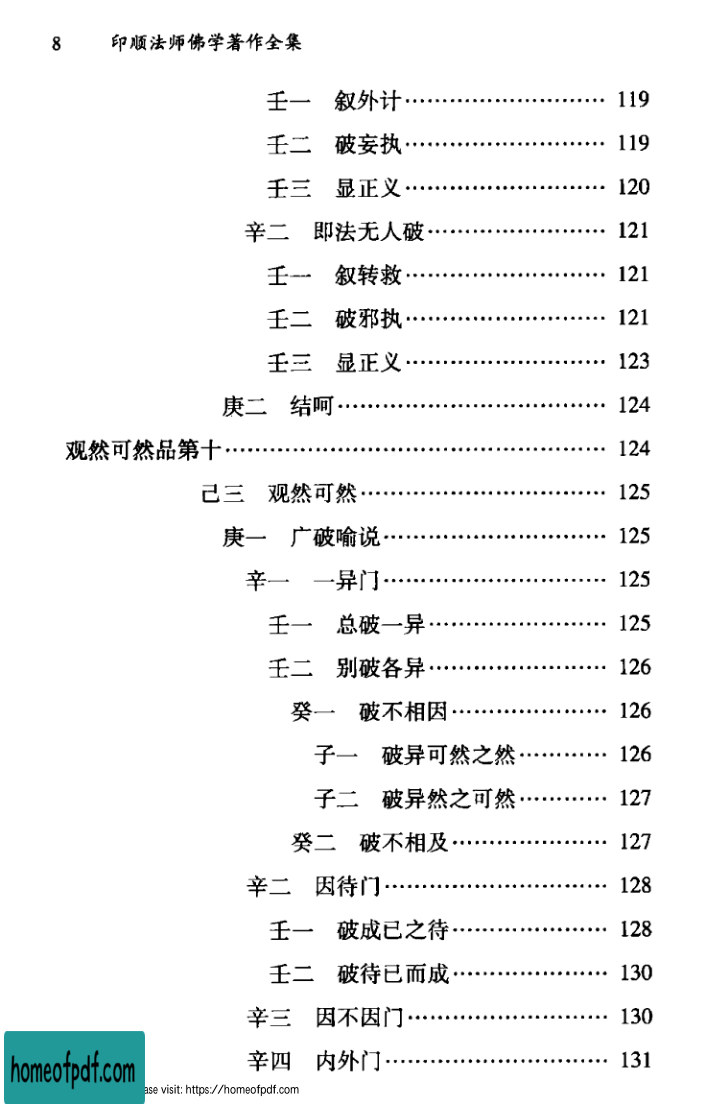 8 印顺法师佛学著作全集
壬一 叙外计………………………… 119
壬二 破妄执………………………… 119
壬三 显正义………………………… 120
辛二 即法无人破…………………… 121
壬一 叙转救………………………… 121
壬二 破邪执………………………… 121
壬三 显正义………………………… 123
庚二 结呵……………………………… 124
观然可然品第十…………………………………………… 124
己三 观然可然…………………………… 125
庚一 广破喻说………………………… 125
辛一 一异门………………………… 125
壬一 总破一异…………………… 125
壬二 别破各异…………………… 126
癸一 破不相因………………… 126
子一 破异可然之然………… 126
子二 破异然之可然………… 127
癸二 破不相及………………… 127
辛二 因待门………………………… 128
壬一 破成已之待………………… 128
壬二 破待已而成………………… 130
辛三 因不因门……………………… 130
辛四 内外门………………………… 131
homeofpdf.com
ase visit: https://homeofpdf.com